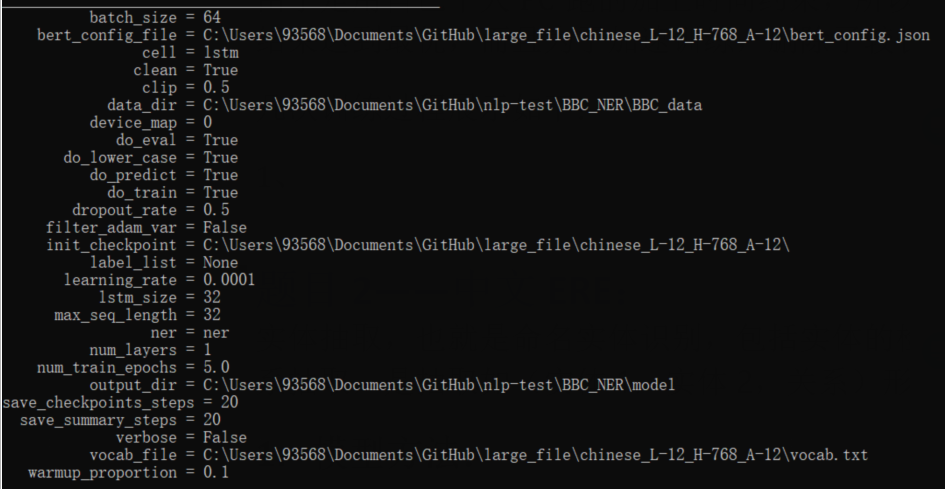 batch_size = 64
bert_config_file = C:\Users\93568\Documents\GitHub\large_file\chinese_L-12_H-768_A-12\bert_config.json
cell = lstm
clean = True
clip = 0.5
data_dir = C:\Users\93568\Documents\GitHub\nlp-test\BBC_NER\BBC_data
device_map = 0
do_eval = True
do_lower_case = True
do_predict = True
do_train = True
dropout_rate = 0.5
filter_adam_var = False
init_checkpoint = C:\Users\93568\Documents\GitHub\large_file\chinese_L-12_H-768_A-12\
label_list = None
learning_rate = 0.0001
lstm_size = 32
max_seq_length = 32
ner = ner
num_layers = 1
num_train_epochs = 5.0
output_dir = C:\Users\93568\Documents\GitHub\nlp-test\BBC_NER\model
save_checkpoints_steps = 20
save_summary_steps = 20
verbose = False
vocab_file = C:\Users\93568\Documents\GitHub\large_file\chinese_L-12_H-768_A-12\vocab.txt
warmup_proportion = 0.1